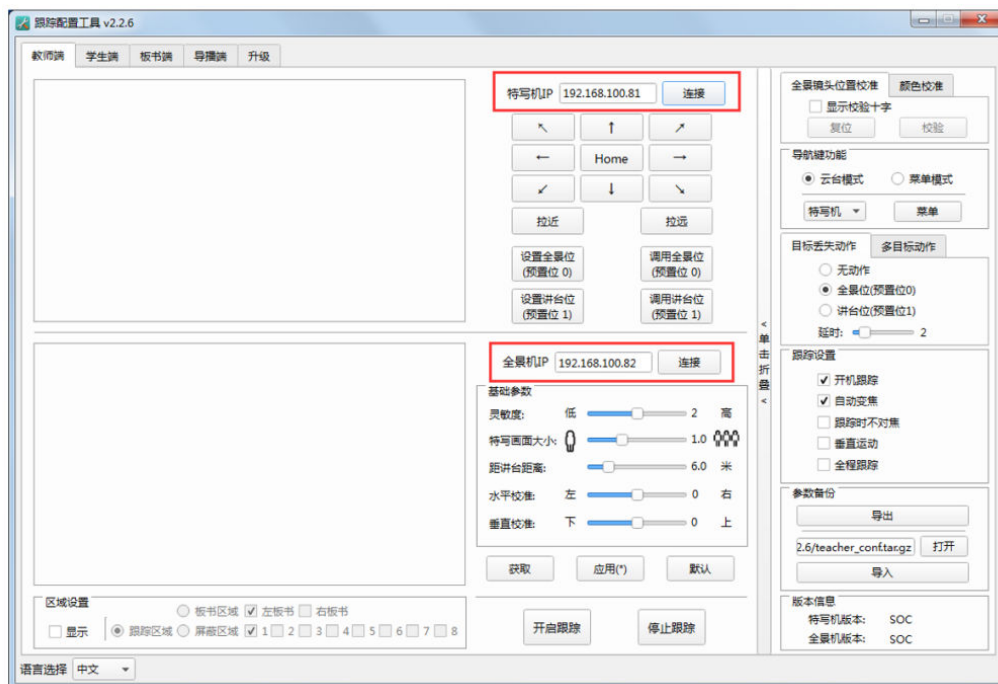 跟踪配置工具 v2.2.6
教师端 学生端 板书端 导播端 升级
特写机IP 192.168.100.81 连接
↖ ↑ ↗
← Home →
↙ ↓ ↘
拉近 拉远
设置全景位
(预置位 0)
调用全景位
(预置位 0)
设置讲台位
(预置位 1)
调用讲台位
(预置位 1)
全景机IP 192.168.100.82 连接
基础参数
灵敏度: 低 2 高
特写画面大小: 1.0
距讲台距离: 6.0 米
水平校准: 左 0 右
垂直校准: 下 0 上
获取 应用(*) 默认
开启跟踪 停止跟踪
区域设置
板书区域 左板书 右板书
显示 跟踪区域 屏蔽区域 1 2 3 4 5 6 7 8
<
单
击
折
叠
<
全景镜头位置校准 颜色校准
显示校验十字
复位 校验
导航键功能
云台模式 菜单模式
特写机 菜单
目标丢失动作 多目标动作
无动作
全景位(预置位0)
讲台位(预置位1)
延时: 2
跟踪设置
开机跟踪
自动变焦
跟踪时不对焦
垂直运动
全程跟踪
参数备份
导出
2.6/teacher_conf.tar.gz 打开
导入
版本信息
特写机版本: SOC
全景机版本: SOC
语言选择 中文